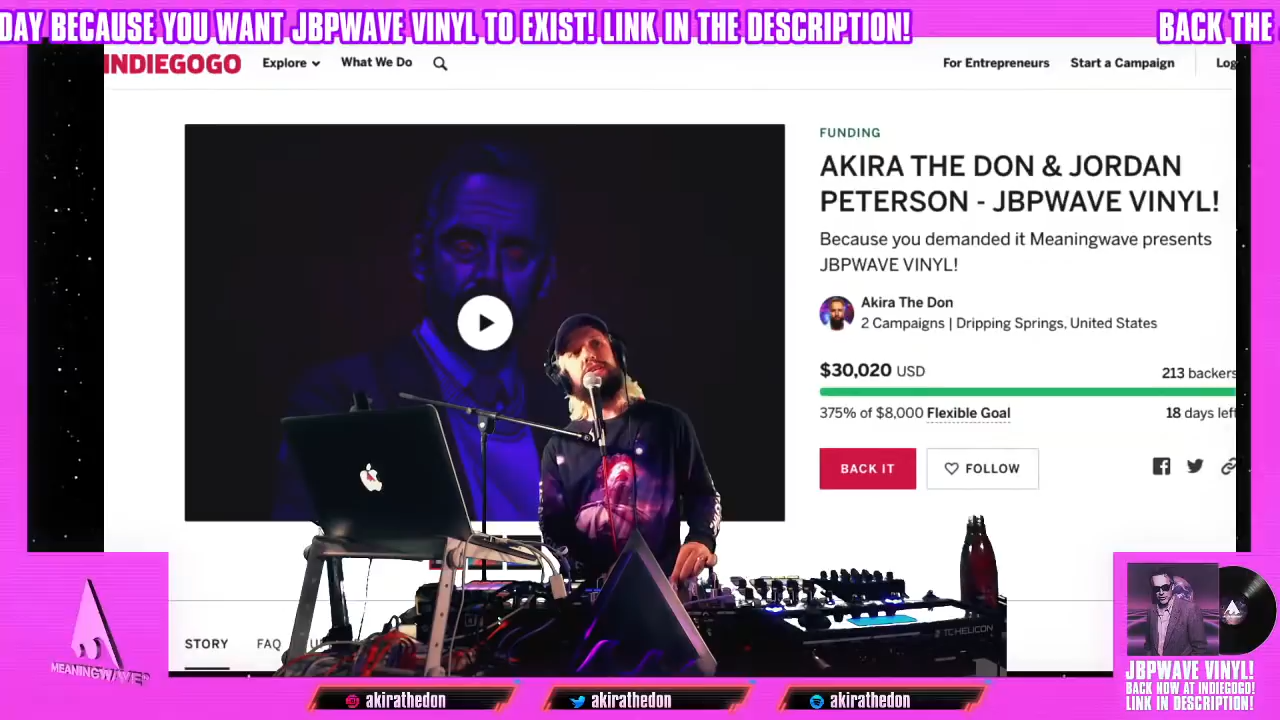 DAY BECAUSE YOU WANT JBPWAVE VINYL TO EXIST! LINK IN THE DESCRIPTION!
BACK THE
INDIEGOGO
Explore
What We Do
For Entrepreneurs
Start a Campaign
Log
FUNDING
AKIRA THE DON & JORDAN
PETERSON - JBPWAVE VINYL!
Because you demanded it Meaningwave presents
JBPWAVE VINYL!
Akira The Don
2 Campaigns | Dripping Springs, United States
$30,020 USD
213 backers
375% of $8,000 Flexible Goal
18 days left
BACK IT
FOLLOW
STORY
FAQ
TC HELICON
MEANINGWAVE
JBPWAVE VINYL!
BACK NOW AT INDIEGOGO!
LINK IN DESCRIPTION!
akirathedon
akirathedon
akirathedon